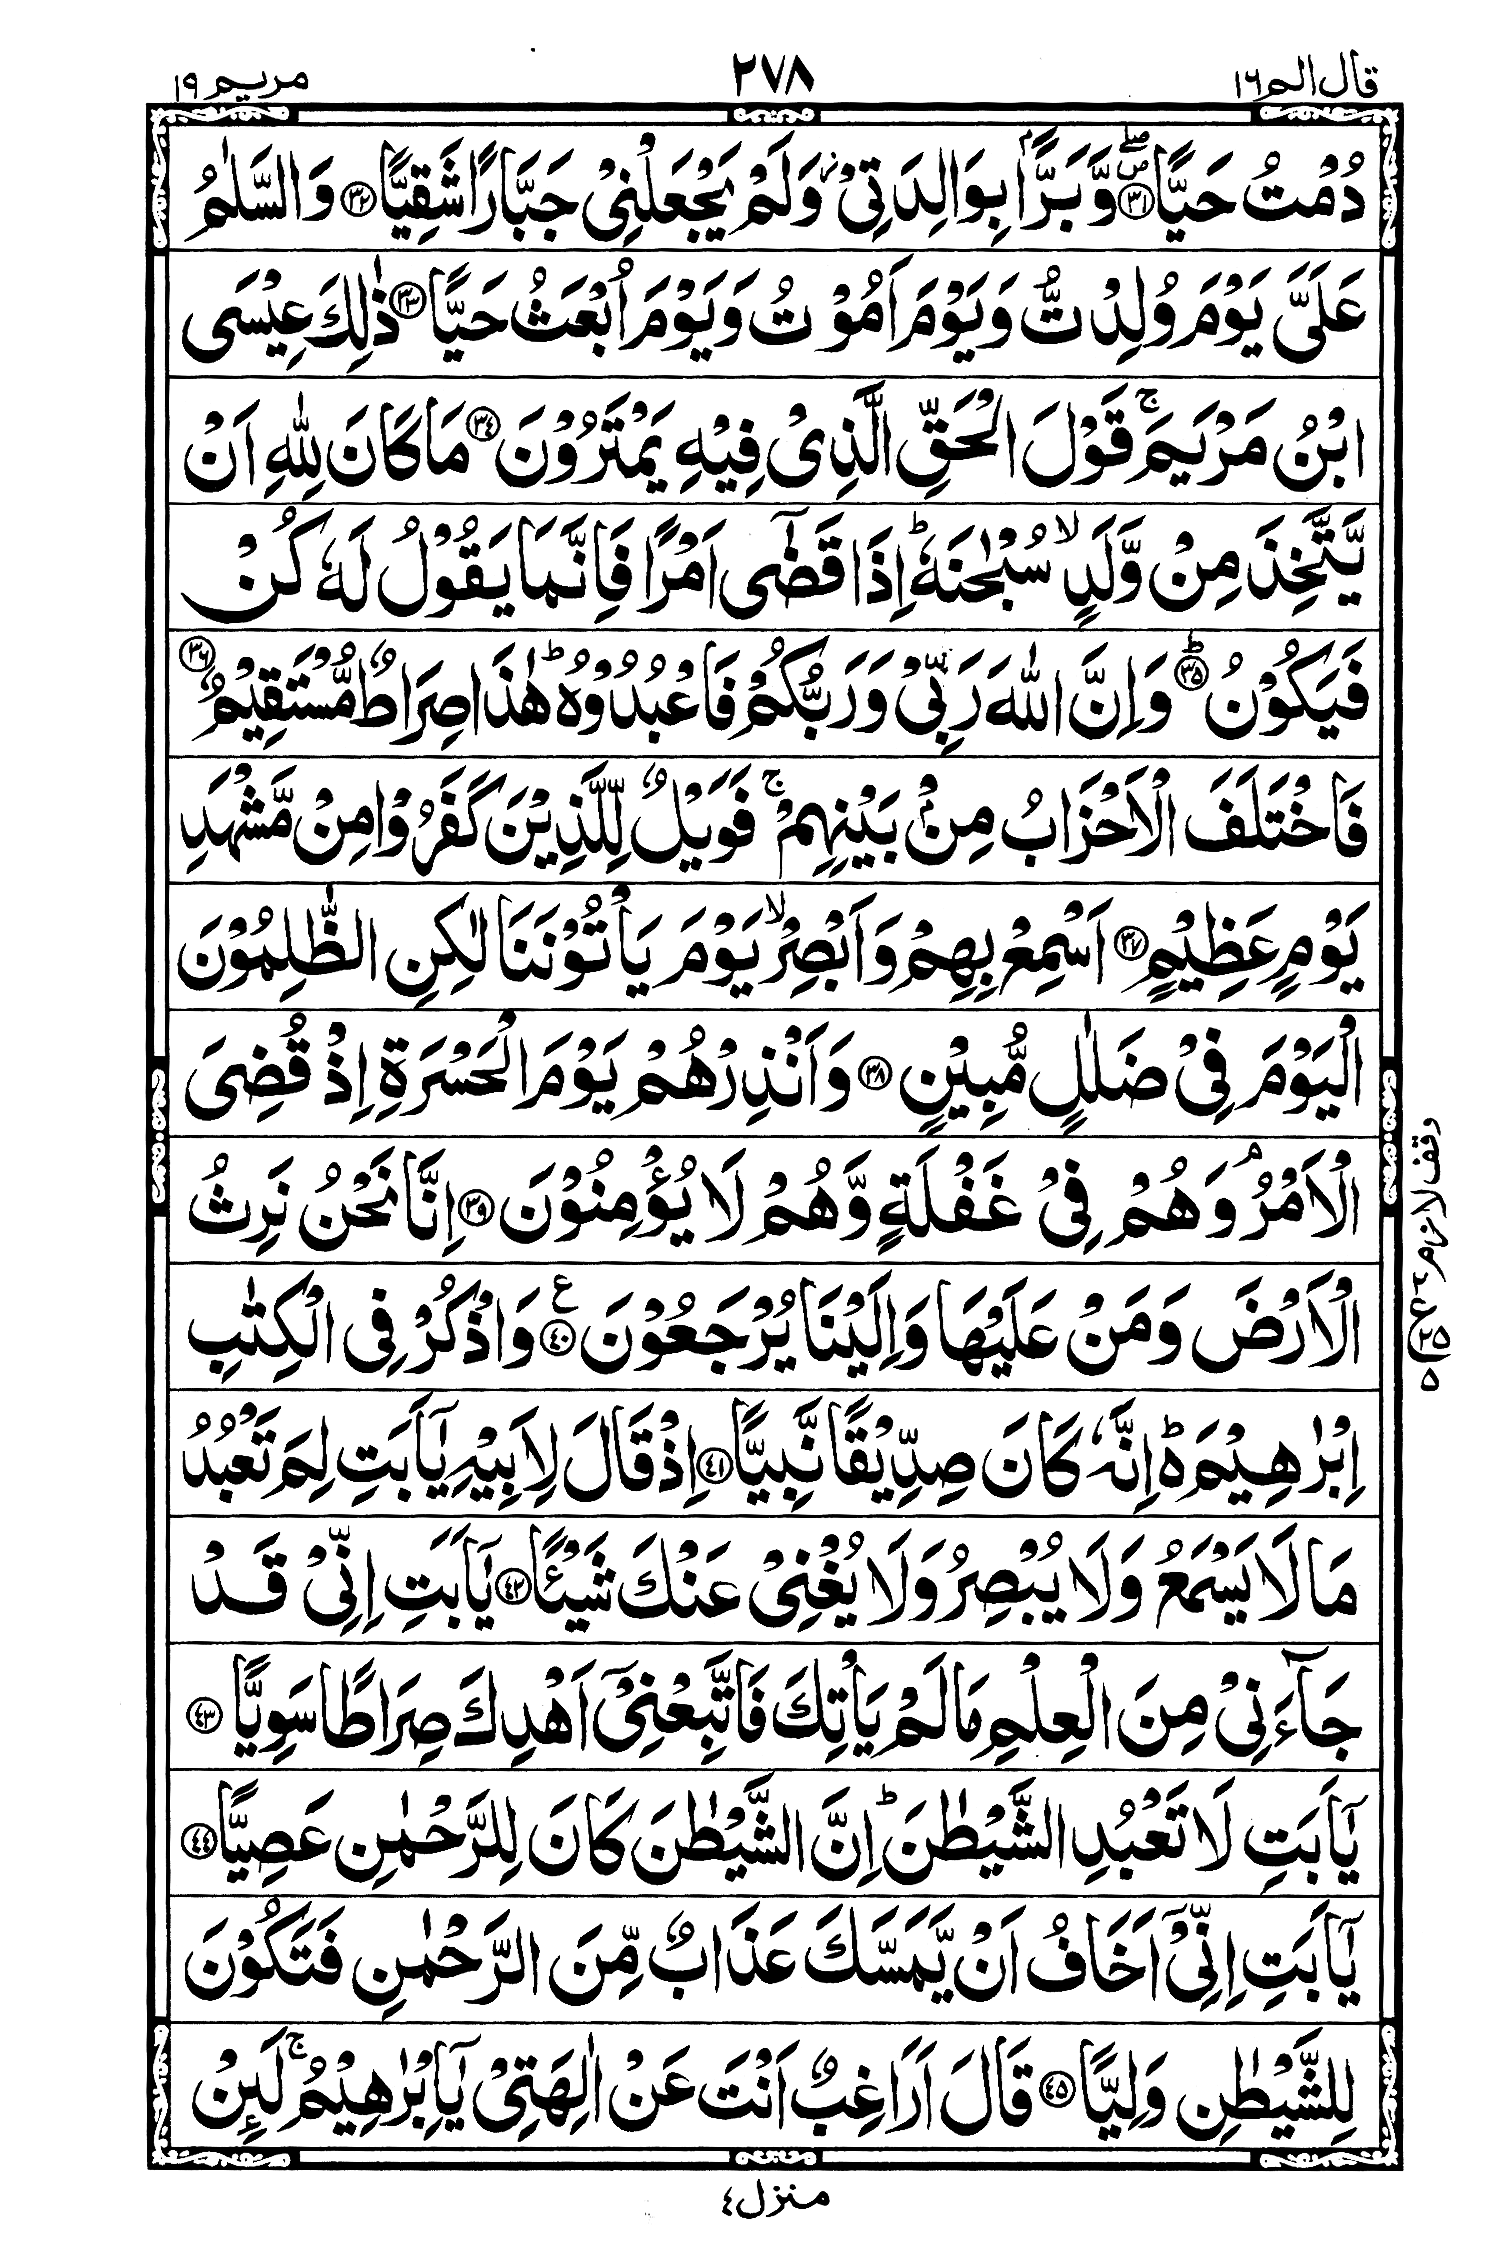 قال الم ١٦ ٢٧٨ مريم ١٩
دُمْتُ حَيًّا ۝٣١ وَّبَرًّۢا بِوَالِدَتِيْ ۡ وَلَمْ يَجْعَلْنِيْ جَبَّارًا شَقِيًّا ۝٣٢ وَالسَّلٰمُ
عَلَيَّ يَوْمَ وُلِدْتُّ وَيَوْمَ اَمُوْتُ وَيَوْمَ اُبْعَثُ حَيًّا ۝٣٣ ذٰلِكَ عِيْسَى
ابْنُ مَرْيَمَ ۚ قَوْلَ الْحَقِّ الَّذِيْ فِيْهِ يَمْتَرُوْنَ ۝٣٤ مَا كَانَ لِلّٰهِ اَنْ
يَّتَّخِذَ مِنْ وَّلَدٍ ۙ سُبْحٰنَهٗ ؕ اِذَا قَضٰٓى اَمْرًا فَاِنَّمَا يَقُوْلُ لَهٗ كُنْ
فَيَكُوْنُ ؕ ۝٣٥ وَاِنَّ اللّٰهَ رَبِّيْ وَرَبُّكُمْ فَاعْبُدُوْهُ ؕ هٰذَا صِرَاطٌ مُّسْتَقِيْمٌ ۝٣٦
فَاخْتَلَفَ الْاَحْزَابُ مِنْۢ بَيْنِهِمْ ۚ فَوَيْلٌ لِّلَّذِيْنَ كَفَرُوْا مِنْ مَّشْهَدِ
يَوْمٍ عَظِيْمٍ ۝٣٧ اَسْمِعْ بِهِمْ وَاَبْصِرْ ۙ يَوْمَ يَاْتُوْنَنَا لٰكِنِ الظّٰلِمُوْنَ
الْيَوْمَ فِيْ ضَلٰلٍ مُّبِيْنٍ ۝٣٨ وَاَنْذِرْهُمْ يَوْمَ الْحَسْرَةِ اِذْ قُضِيَ
الْاَمْرُ ۘ وَهُمْ فِيْ غَفْلَةٍ وَّهُمْ لَا يُؤْمِنُوْنَ ۝٣٩ اِنَّا نَحْنُ نَرِثُ
الْاَرْضَ وَمَنْ عَلَيْهَا وَاِلَيْنَا يُرْجَعُوْنَ ۝٤٠ ع وَاذْكُرْ فِي الْكِتٰبِ
اِبْرٰهِيْمَ ؕ۬ اِنَّهٗ كَانَ صِدِّيْقًا نَّبِيًّا ۝٤١ اِذْ قَالَ لِاَبِيْهِ يٰٓاَبَتِ لِمَ تَعْبُدُ
مَا لَا يَسْمَعُ وَلَا يُبْصِرُ وَلَا يُغْنِيْ عَنْكَ شَيْـًٔا ۝٤٢ يٰٓاَبَتِ اِنِّيْ قَدْ
جَآءَنِيْ مِنَ الْعِلْمِ مَا لَمْ يَاْتِكَ فَاتَّبِعْنِيْٓ اَهْدِكَ صِرَاطًا سَوِيًّا ۝٤٣
يٰٓاَبَتِ لَا تَعْبُدِ الشَّيْطٰنَ ؕ اِنَّ الشَّيْطٰنَ كَانَ لِلرَّحْمٰنِ عَصِيًّا ۝٤٤
يٰٓاَبَتِ اِنِّيْٓ اَخَافُ اَنْ يَّمَسَّكَ عَذَابٌ مِّنَ الرَّحْمٰنِ فَتَكُوْنَ
لِلشَّيْطٰنِ وَلِيًّا ۝٤٥ قَالَ اَرَاغِبٌ اَنْتَ عَنْ اٰلِهَتِيْ يٰٓاِبْرٰهِيْمُ ۚ لَئِنْ
وقف لازم
ع ٢
٢٥
٥
منزل ٤